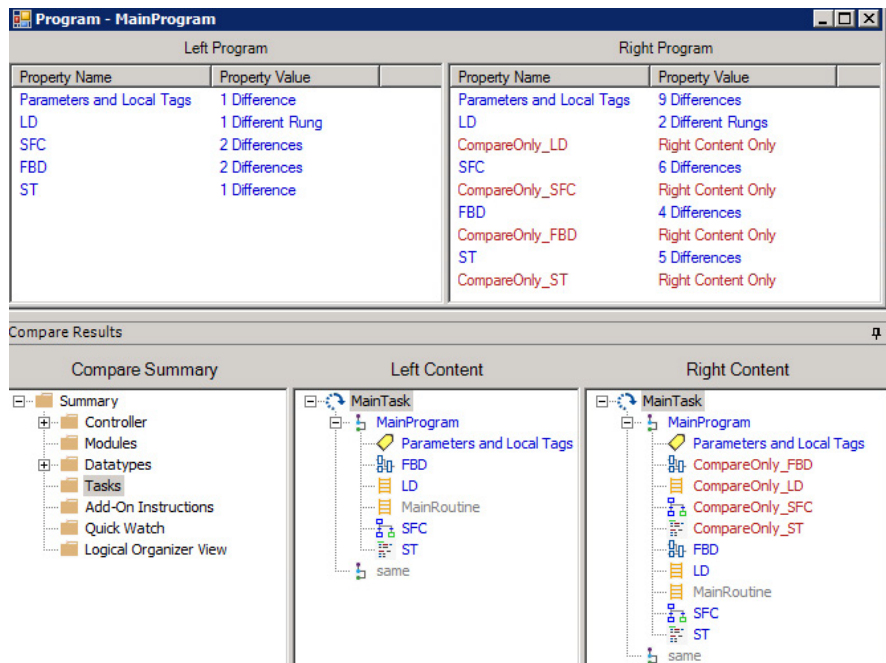 Program - MainProgram
Left Program
Right Program
Property Name Property Value
Parameters and Local Tags 1 Difference
LD 1 Different Rung
SFC 2 Differences
FBD 2 Differences
ST 1 Difference
Property Name Property Value
Parameters and Local Tags 9 Differences
LD 2 Different Rungs
CompareOnly_LD Right Content Only
SFC 6 Differences
CompareOnly_SFC Right Content Only
FBD 4 Differences
CompareOnly_FBD Right Content Only
ST 5 Differences
CompareOnly_ST Right Content Only
Compare Results
Compare Summary
Summary
Controller
Modules
Datatypes
Tasks
Add-On Instructions
Quick Watch
Logical Organizer View
Left Content
MainTask
MainProgram
Parameters and Local Tags
FBD
LD
MainRoutine
SFC
ST
same
Right Content
MainTask
MainProgram
Parameters and Local Tags
CompareOnly_FBD
CompareOnly_LD
CompareOnly_SFC
CompareOnly_ST
FBD
LD
MainRoutine
SFC
ST
same